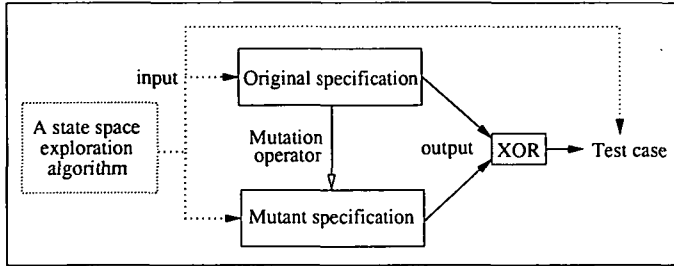 input
Original specification
A state space
exploration
algorithm
Mutation
operator
output
XOR
Test case
Mutant specification